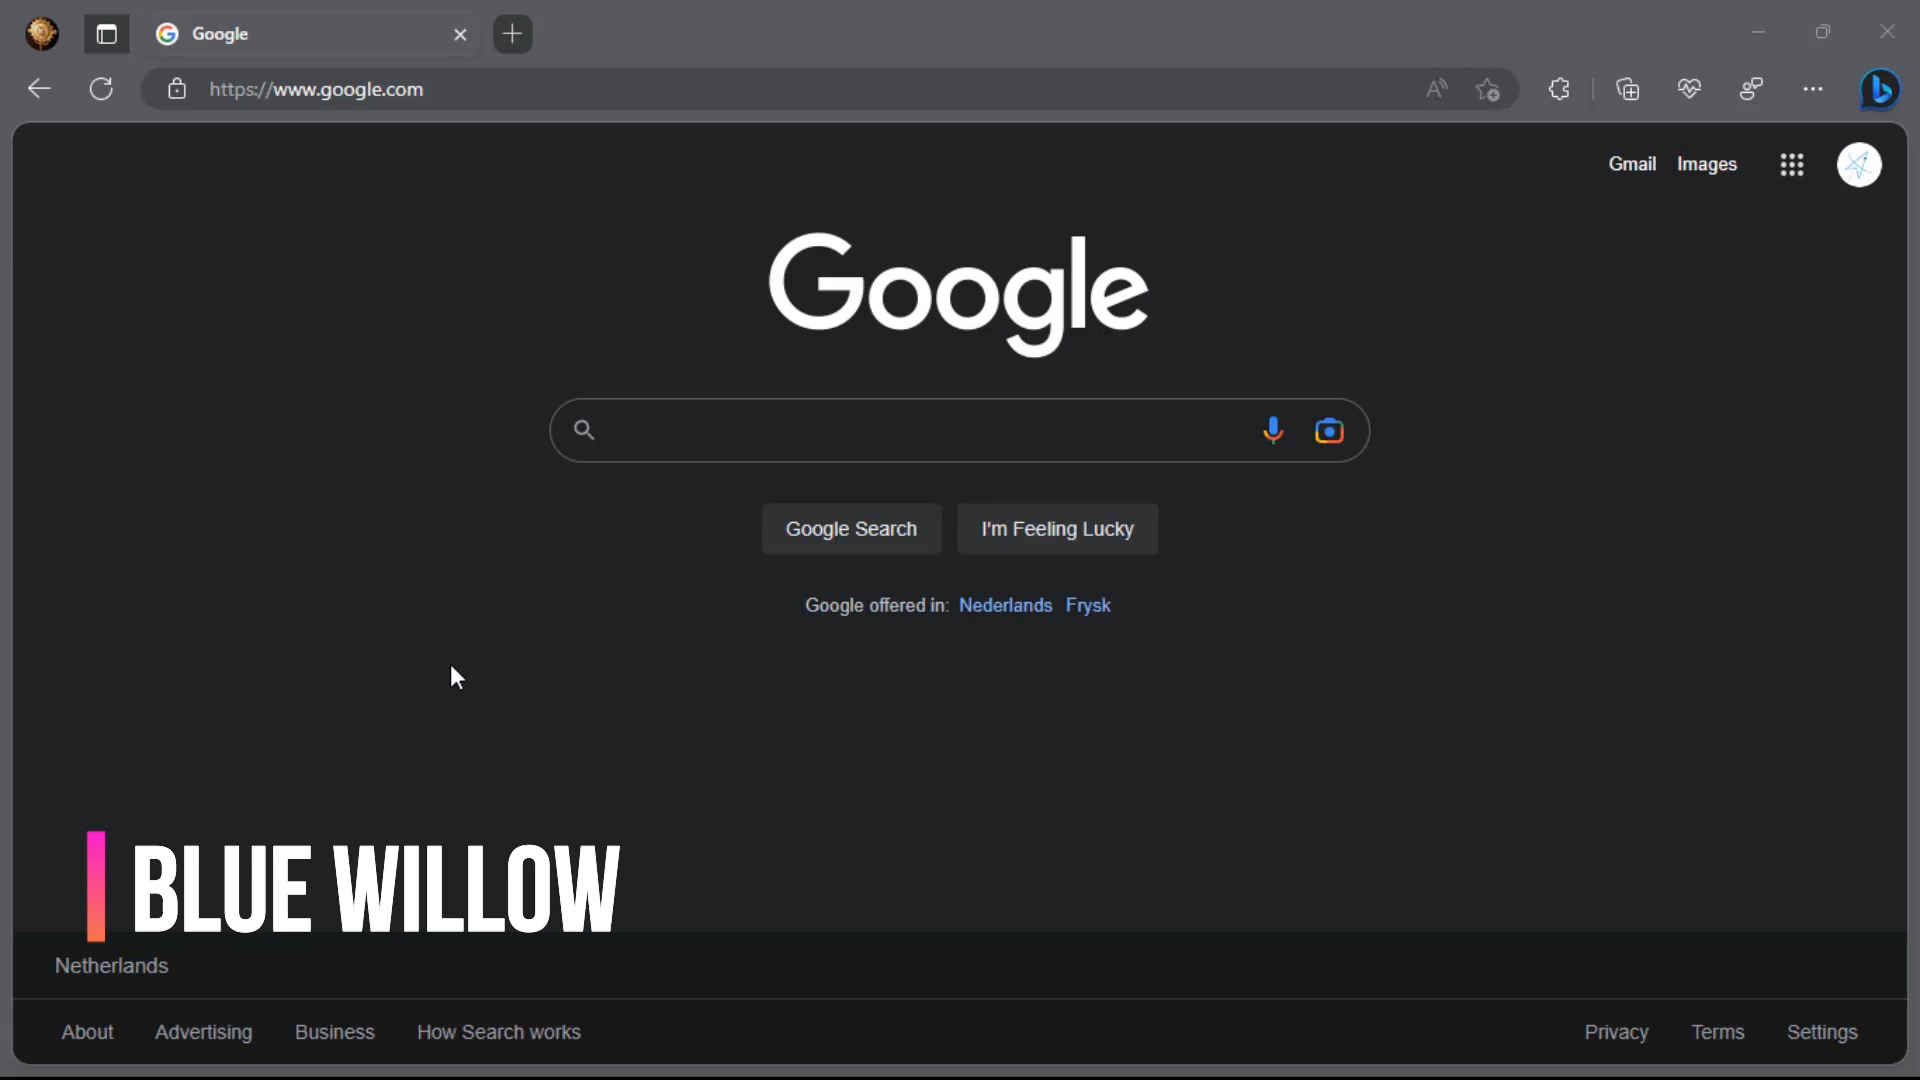 Google
https://www.google.com
Gmail Images
Google
Google Search I'm Feeling Lucky
Google offered in: Nederlands Frysk
BLUE WILLOW
Netherlands
About Advertising Business How Search works Privacy Terms Settings